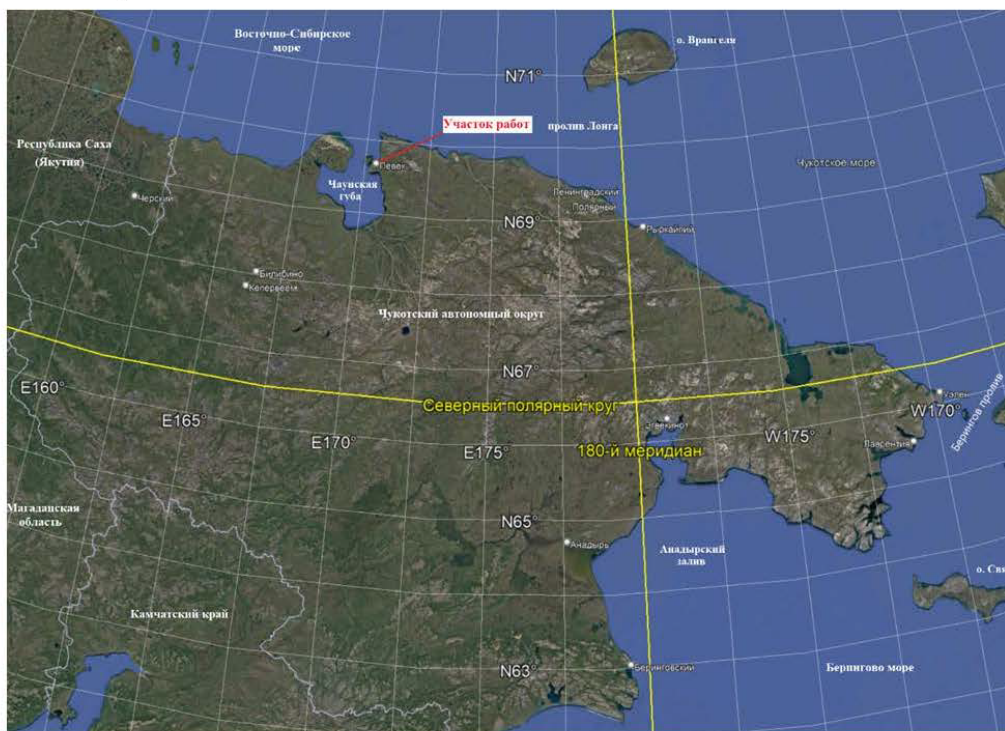 Восточно-Сибирское
море
о. Врангеля
N71°
Участок работ
пролив Лонга
Республика Саха
(Якутия)
Певек
Чукотское море
Чаунская
губа
Ленинградский
Полярный
Черский
N69°
Рыркайпий
Билибино
Кепервеем
Чукотский автономный округ
N67°
E160°
Северный полярный круг
Уэлен
W170°
Берингов пролив
E165°
Эгвекинот
E170°
W175°
Лаврентия
E175°
180-й меридиан
Магаданская
область
N65°
Анадырь
Анадырский
залив
о. Свя
Камчатский край
N63°
Беринговский
Берингово море